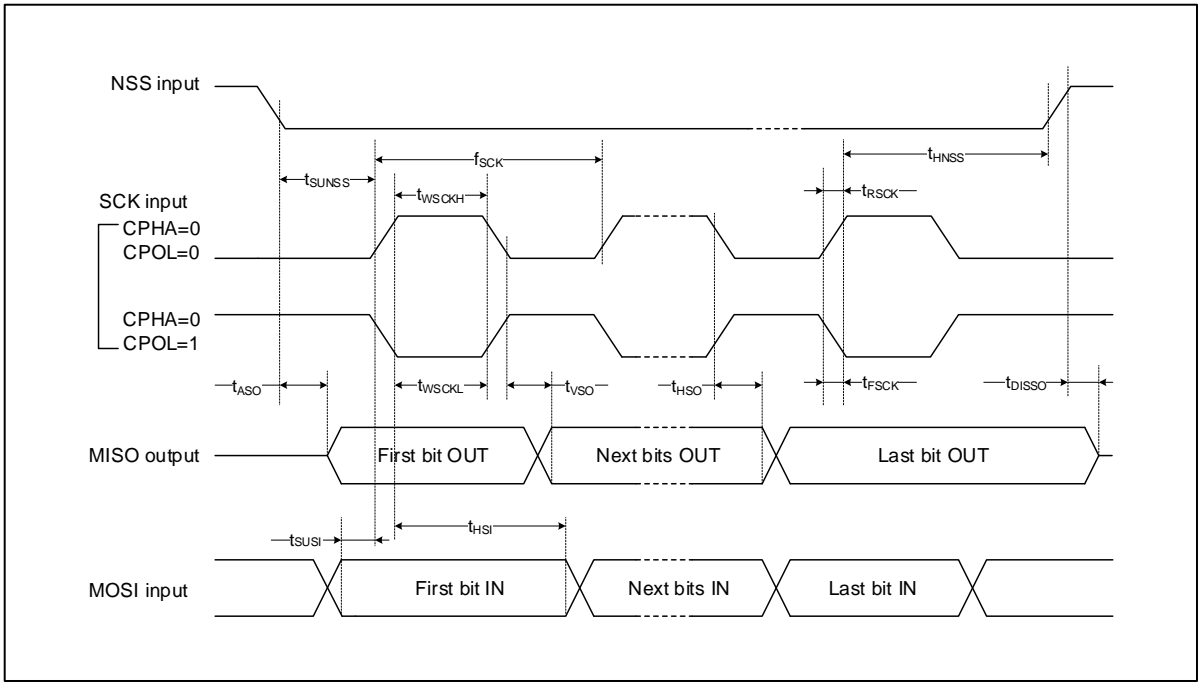 NSS input
fSCK
tHNSS
tSUNSS
tWSCKH
tRSCK
SCK input
CPHA=0
CPOL=0
CPHA=0
CPOL=1
tASO
tWSCKL
tVSO
tHSO
tFSCK
tDISSO
MISO output
First bit OUT
Next bits OUT
Last bit OUT
tSUSI
tHSI
MOSI input
First bit IN
Next bits IN
Last bit IN